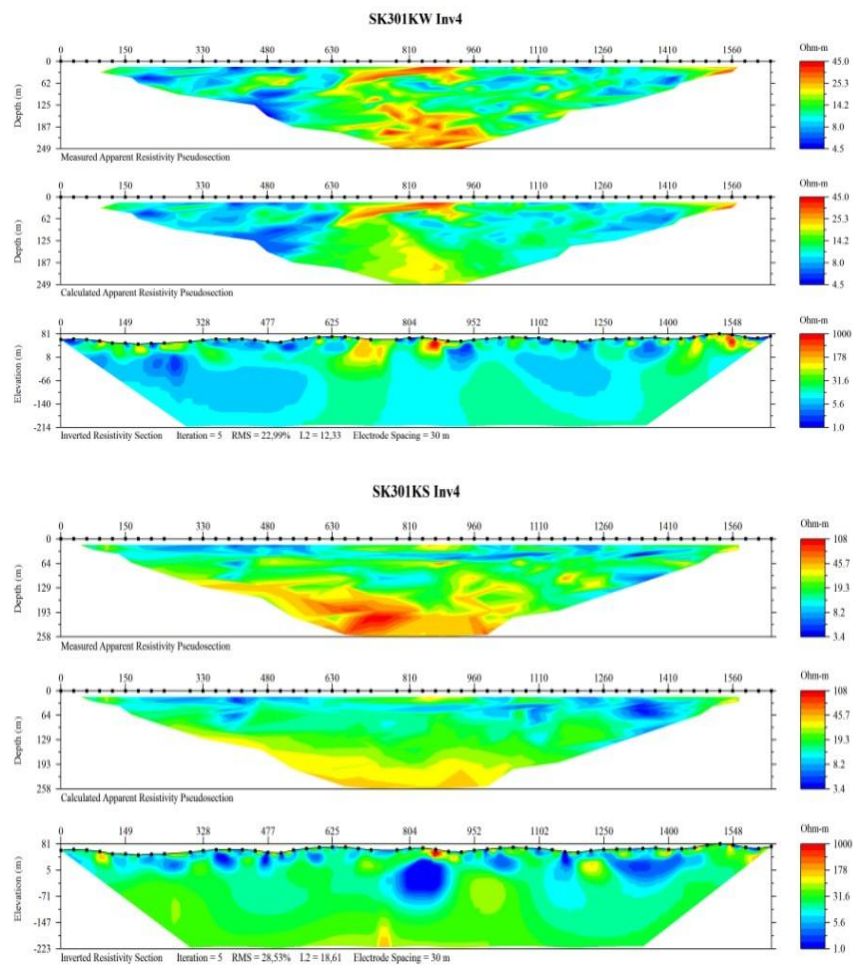 SK301KW Inv4
0 150 330 480 625 810 960 1110 1260 1410 1560
Ohm-m
Depth (m)
0
62
125
187
249
45.0
25.3
14.2
8.0
4.5
Measured Apparent Resistivity Pseudosection
0 150 330 480 625 810 960 1110 1260 1410 1560
Ohm-m
Depth (m)
0
62
125
187
249
45.0
25.3
14.2
8.0
4.5
Calculated Apparent Resistivity Pseudosection
0 149 328 477 625 804 952 1102 1251 1400 1548
Ohm-m
Elevation (m)
81
8
-66
-140
-214
1000
178
31.6
5.6
1.0
Inverted Resistivity Section Iteration = 5 RMS = 22,99% L2 = 12,33 Electrode Spacing = 30 m
SK301KS Inv4
0 150 330 480 625 810 960 1110 1260 1410 1560
Ohm-m
Depth (m)
0
64
129
193
258
108
45.7
19.3
8.2
3.4
Measured Apparent Resistivity Pseudosection
0 150 330 480 625 810 960 1110 1260 1410 1560
Ohm-m
Depth (m)
0
64
129
193
258
108
45.7
19.3
8.2
3.4
Calculated Apparent Resistivity Pseudosection
0 149 328 477 625 804 952 1102 1251 1400 1548
Ohm-m
Elevation (m)
81
5
-71
-147
-223
1000
178
31.6
5.6
1.0
Inverted Resistivity Section Iteration = 5 RMS = 28,53% L2 = 18,61 Electrode Spacing = 30 m